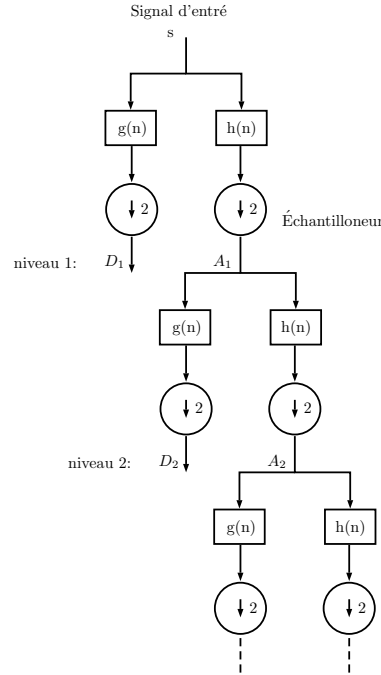 Signal d'entré
s
g(n) h(n)
↓ 2 ↓ 2
Échantilloneur
niveau 1: D₁ A₁
g(n) h(n)
↓ 2 ↓ 2
niveau 2: D₂ A₂
g(n) h(n)
↓ 2 ↓ 2